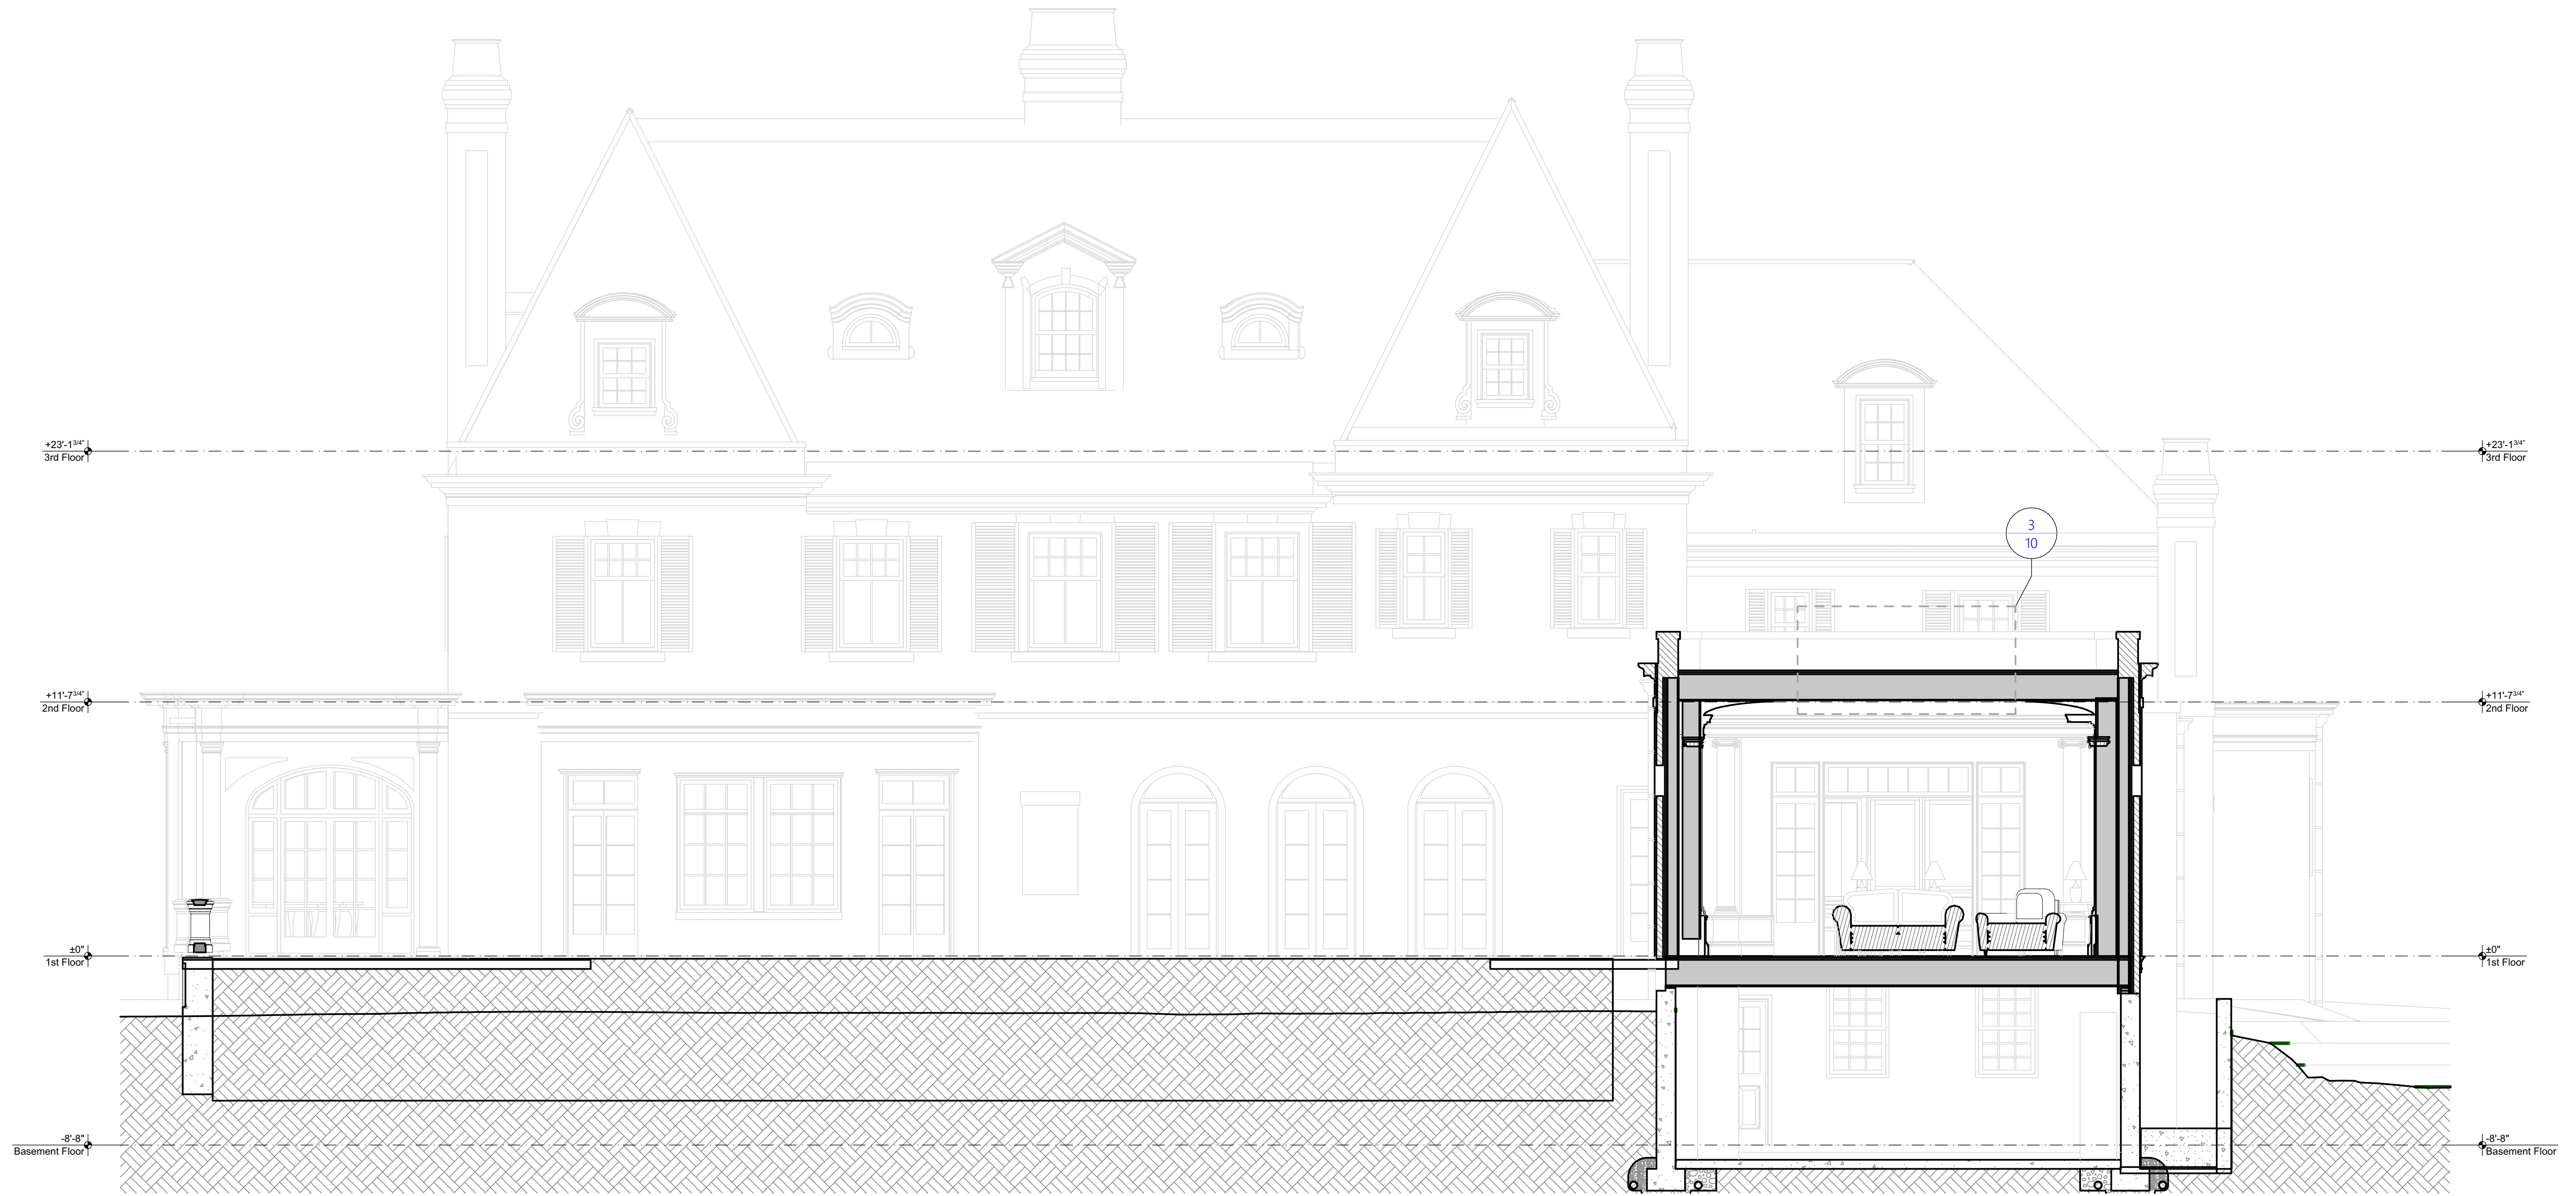 +23'-1 3/4"
3rd Floor
+23'-1 3/4"
3rd Floor
3
10
+11'-7 3/4"
2nd Floor
+11'-7 3/4"
2nd Floor
±0"
1st Floor
±0"
1st Floor
-8'-8"
Basement Floor
-8'-8"
Basement Floor